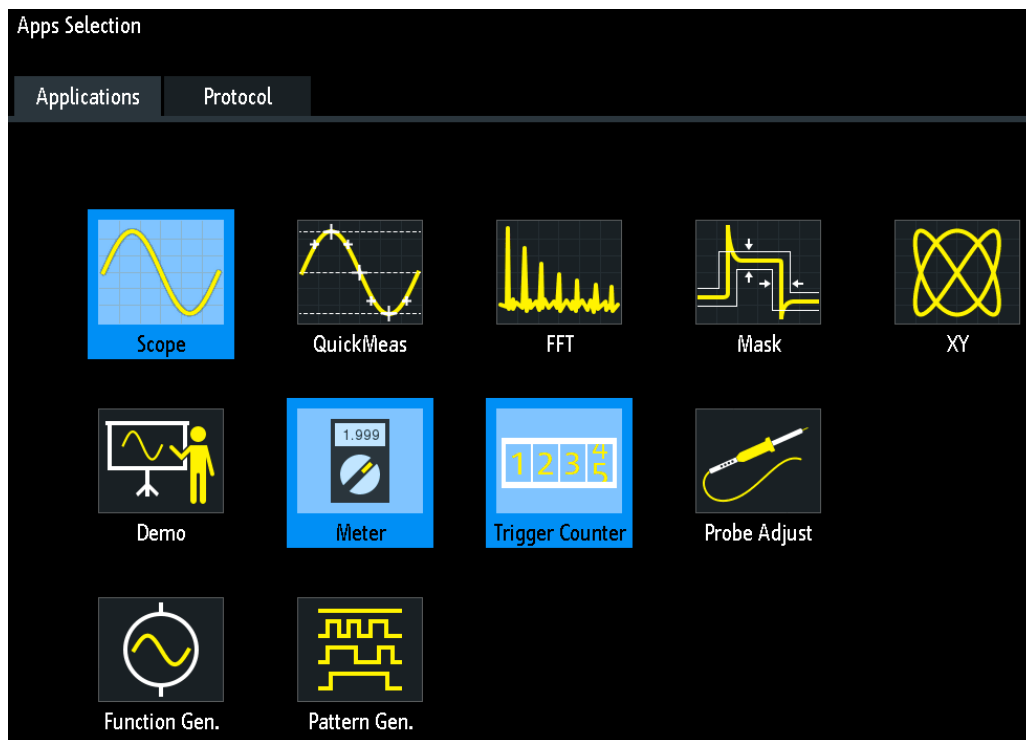 Apps Selection
Applications Protocol
Scope QuickMeas FFT Mask XY
1.999
1 2 3 4 5
Demo Meter Trigger Counter Probe Adjust
Function Gen. Pattern Gen.